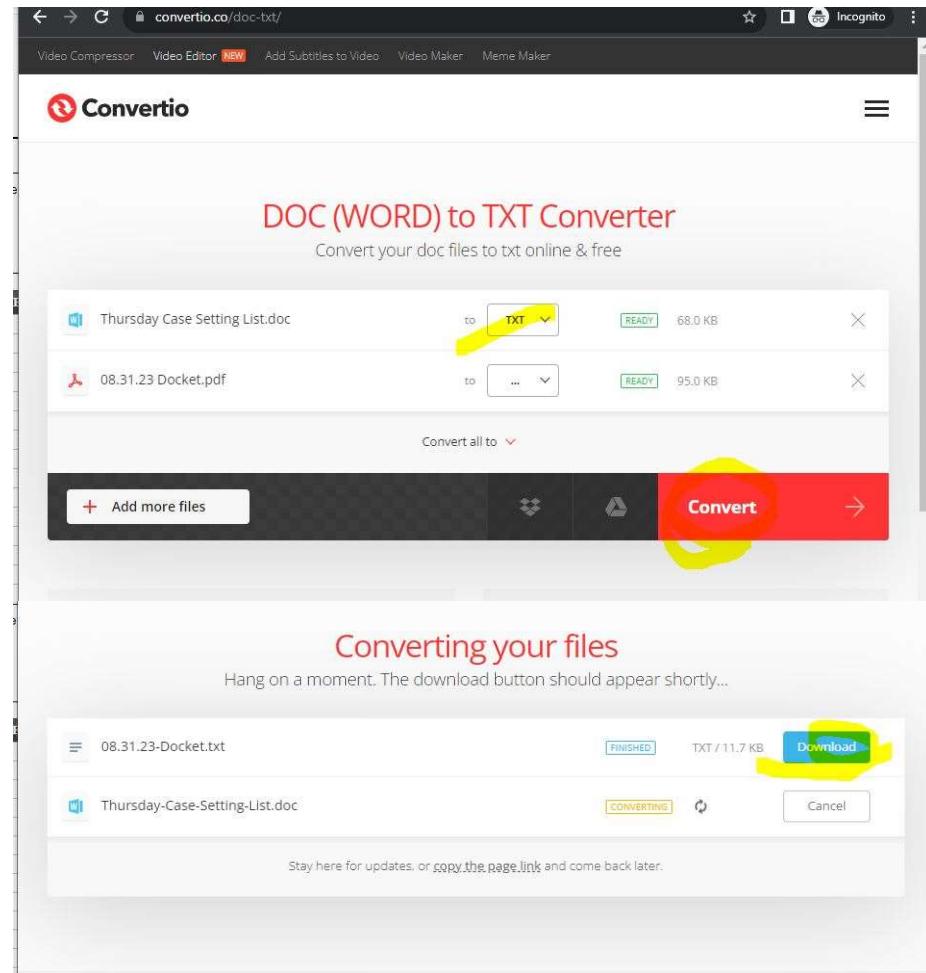 convertio.co/doc-txt/ Incognito
Video Compressor Video Editor NEW Add Subtitles to Video Video Maker Meme Maker
Convertio
DOC (WORD) to TXT Converter
Convert your doc files to txt online & free
Thursday Case Setting List.doc to TXT READY 68.0 KB
08.31.23 Docket.pdf to ... READY 95.0 KB
Convert all to
+ Add more files Convert
Converting your files
Hang on a moment. The download button should appear shortly...
08.31.23-Docket.txt FINISHED TXT / 11.7 KB Download
Thursday-Case-Setting-List.doc CONVERTING Cancel
Stay here for updates, or copy the page link and come back later.